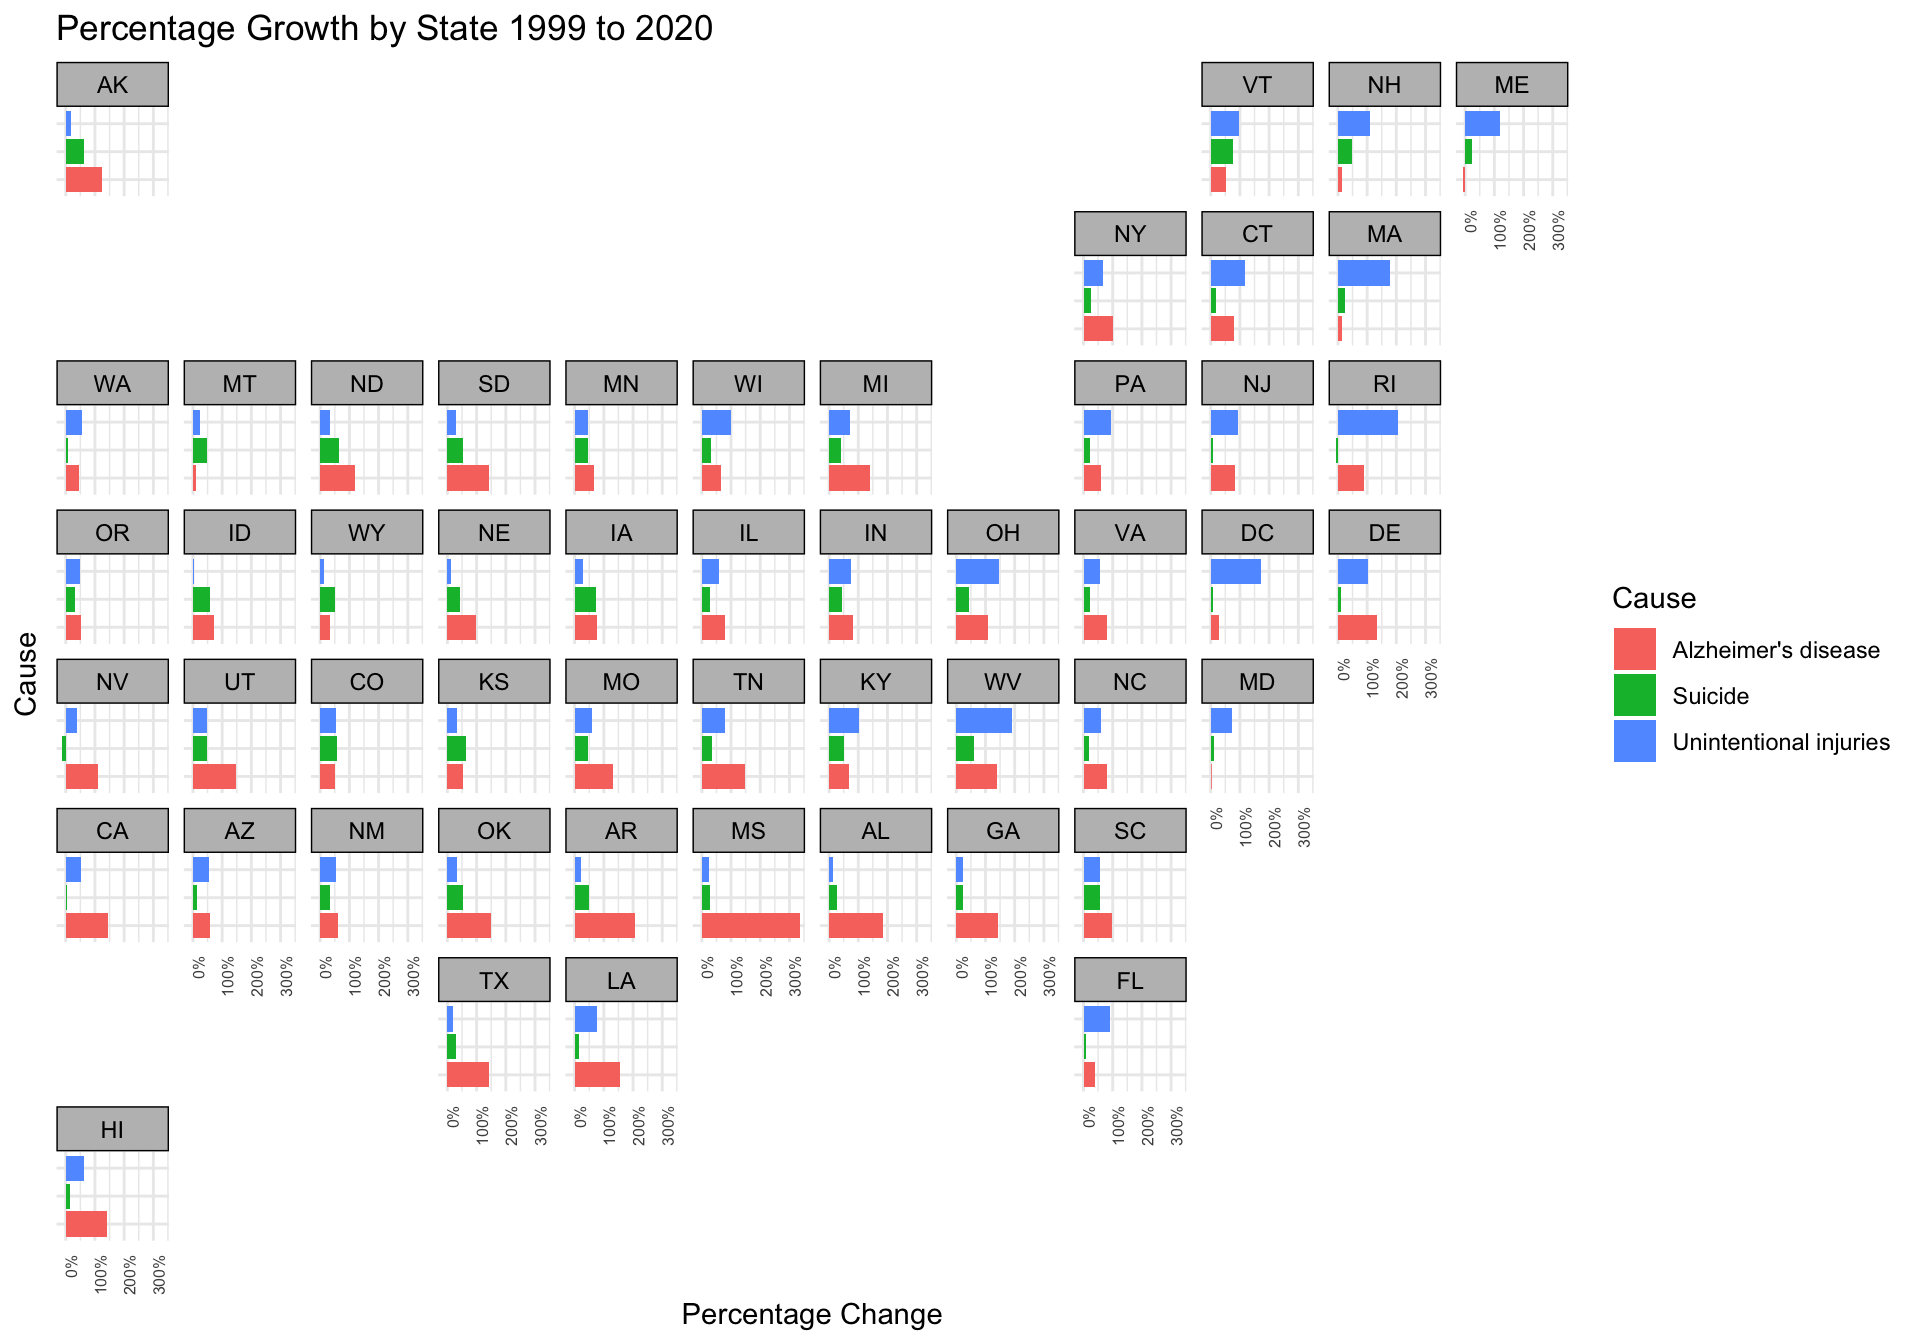 Percentage Growth by State 1999 to 2020
AK
VT NH ME
0% 100% 200% 300%
NY CT MA
WA MT ND SD MN WI MI PA NJ RI
OR ID WY NE IA IL IN OH VA DC DE
0% 100% 200% 300%
NV UT CO KS MO TN KY WV NC MD
0% 100% 200% 300%
CA AZ NM OK AR MS AL GA SC
0% 100% 200% 300% 0% 100% 200% 300% 0% 100% 200% 300% 0% 100% 200% 300% 0% 100% 200% 300%
TX LA FL
0% 100% 200% 300% 0% 100% 200% 300% 0% 100% 200% 300%
HI
0% 100% 200% 300%
Percentage Change
Cause
Cause
Alzheimer's disease
Suicide
Unintentional injuries